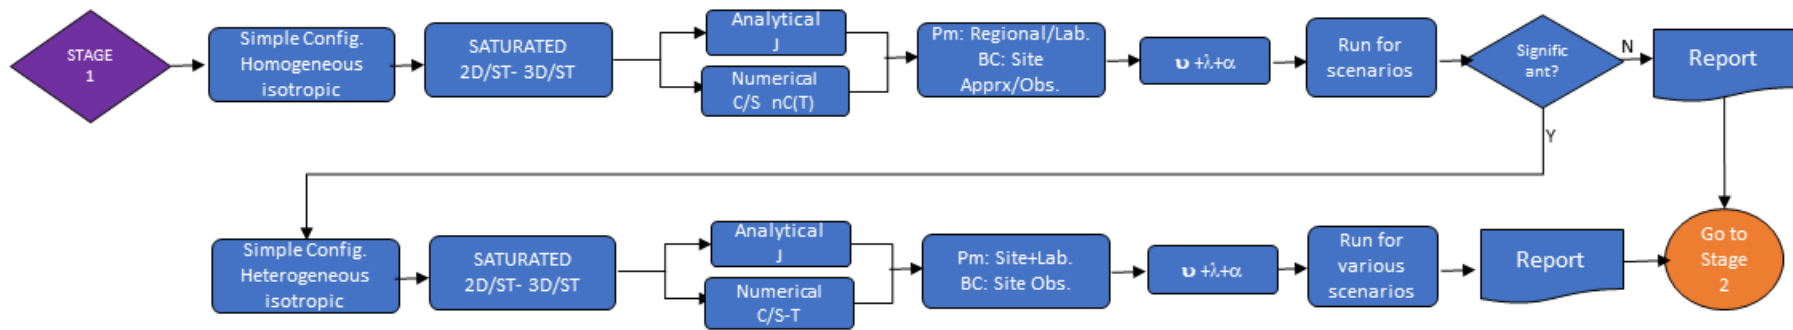 STAGE
1
Simple Config.
Homogeneous
isotropic
SATURATED
2D/ST- 3D/ST
Analytical
J
Numerical
C/S nC(T)
Pm: Regional/Lab.
BC: Site
Apprx/Obs.
υ +λ+α
Run for
scenarios
Signific
ant?
N
Report
Y
Simple Config.
Heterogeneous
isotropic
SATURATED
2D/ST- 3D/ST
Analytical
J
Numerical
C/S-T
Pm: Site+Lab.
BC: Site Obs.
υ +λ+α
Run for
various
scenarios
Report
Go to
Stage
2